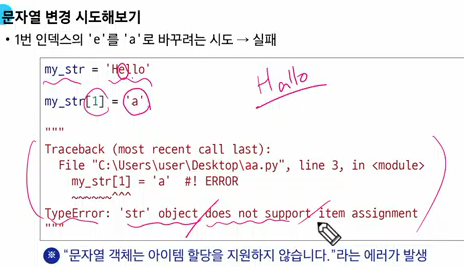 문자열 변경 시도해보기
• 1번 인덱스의 'e'를 'a'로 바꾸려는 시도 → 실패
my_str = 'Hello'
Hallo
my_str[1] = 'a'
"""
Traceback (most recent call last):
File "C:\Users\user\Desktop\aa.py", line 3, in <module>
my_str[1] = 'a'  #! ERROR
~~~~~~^^^
TypeError: 'str' object does not support item assignment
"""
※ "문자열 객체는 아이템 할당을 지원하지 않습니다."라는 에러가 발생